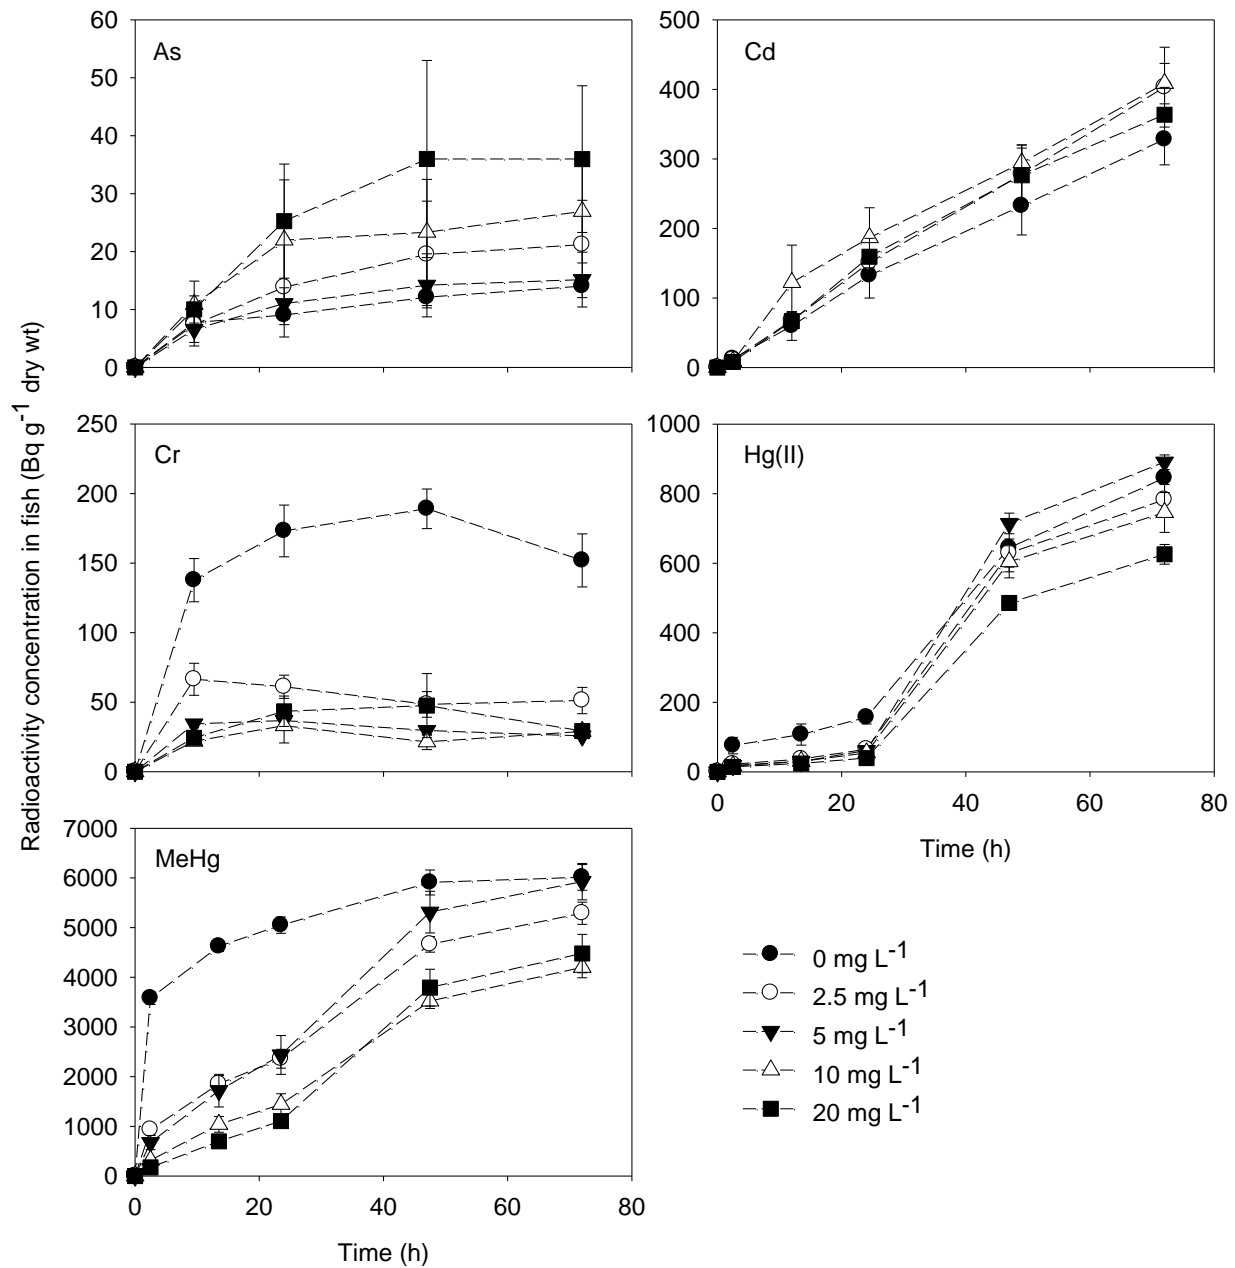 Radioactivity concentration in fish (Bq g-1 dry wt)
As
60
50
40
30
20
10
0
Cd
500
400
300
200
100
0
Cr
250
200
150
100
50
0
Hg(II)
1000
800
600
400
200
0
0 20 40 60 80
Time (h)
MeHg
7000
6000
5000
4000
3000
2000
1000
0
0 20 40 60 80
Time (h)
0 mg L-1
2.5 mg L-1
5 mg L-1
10 mg L-1
20 mg L-1